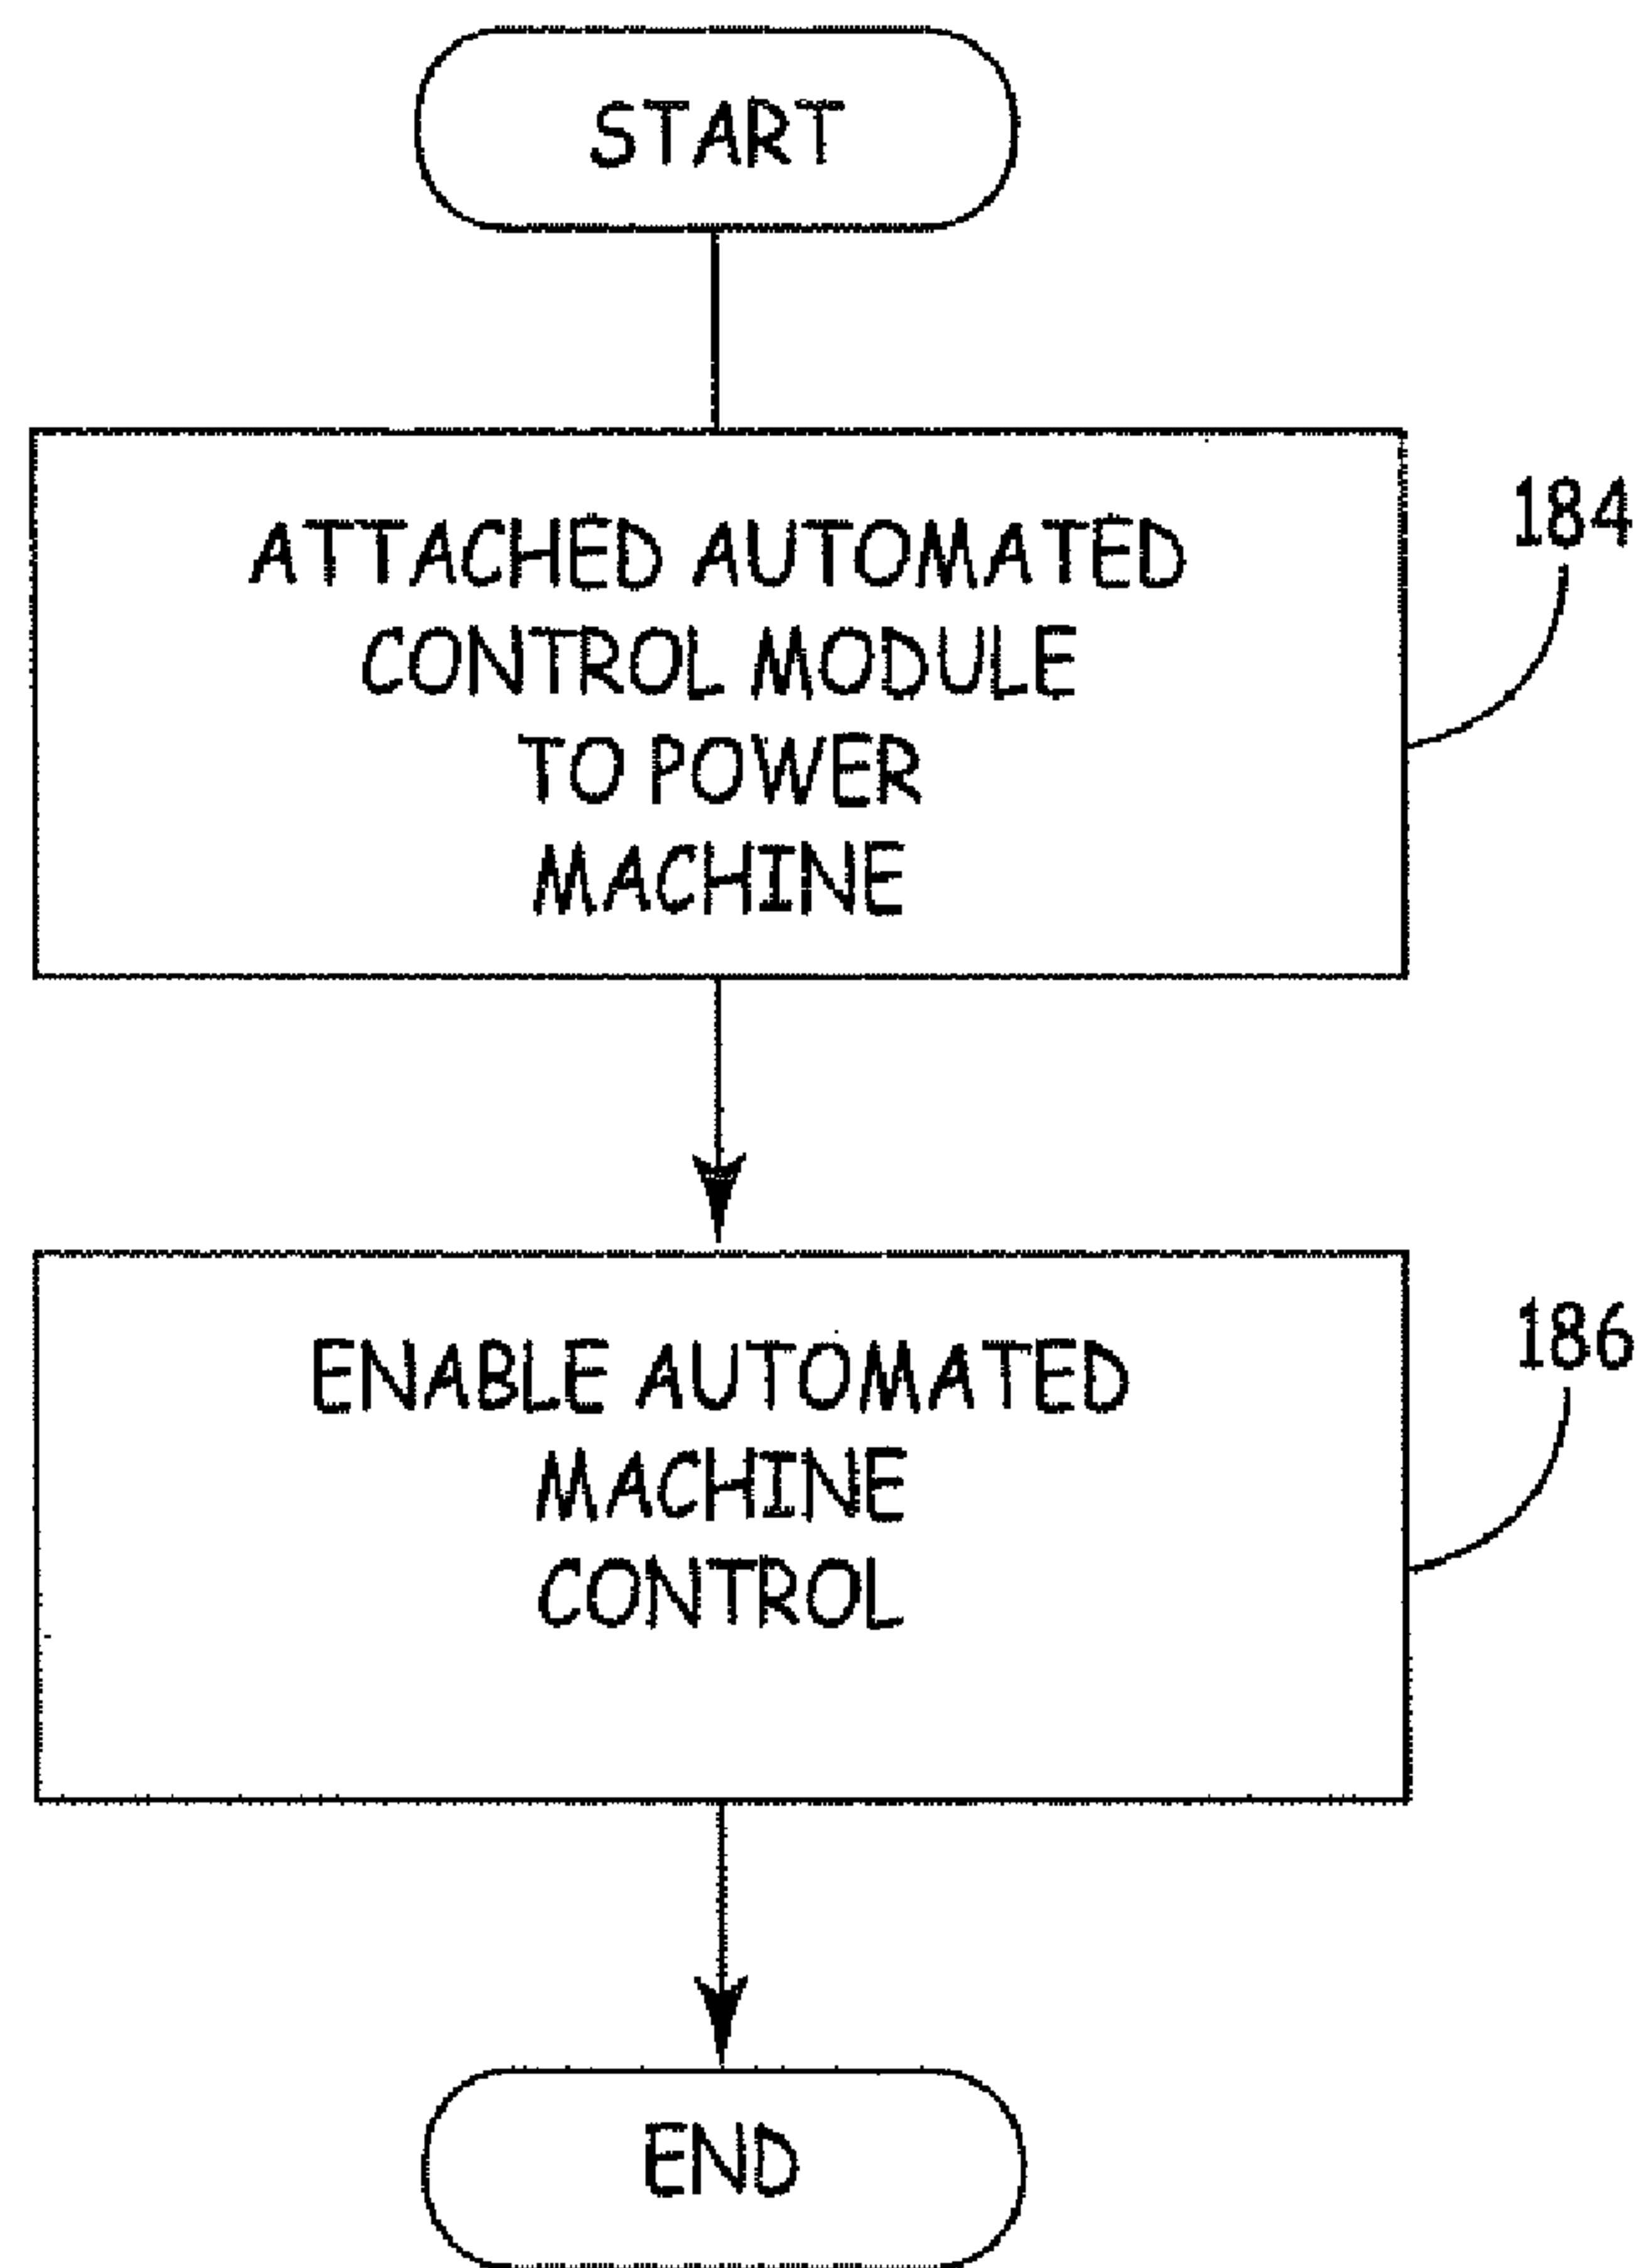 START
ATTACHED AUTOMATED
CONTROL MODULE
TO POWER
MACHINE
184
ENABLE AUTOMATED
MACHINE
CONTROL
186
END